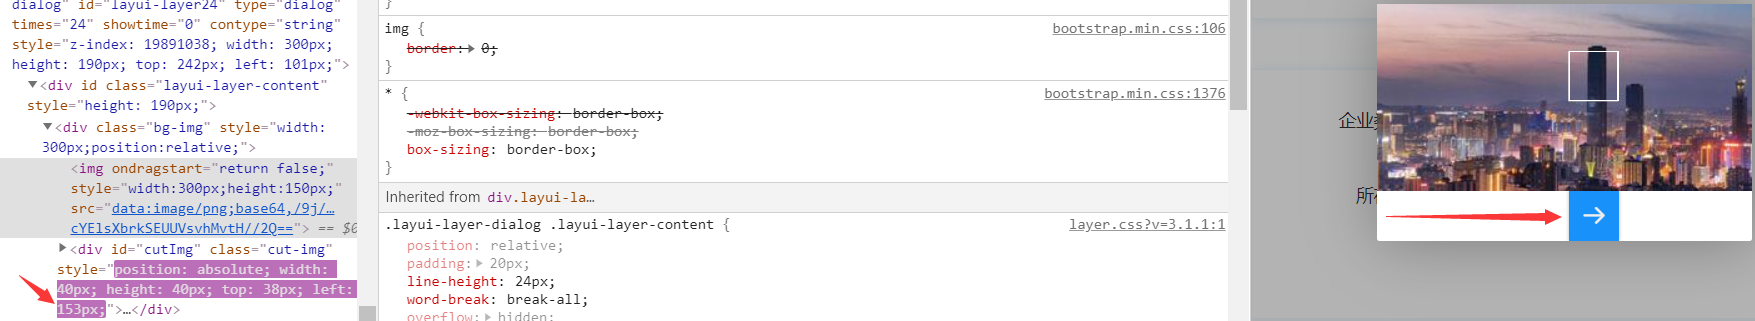 dialog" id="layui-layer24" type="dialog"
times="24" showtime="0" contype="string"
style="z-index: 19891038; width: 300px;
height: 190px; top: 242px; left: 101px;">
▼<div id class="layui-layer-content"
style="height: 190px;">
▼<div class="bg-img" style="width:
300px;position:relative;">
<img ondragstart="return false;"
style="width:300px;height:150px;"
src="data:image/png;base64,/9j/…
cYElsXbrkSEUUVsvhMvtH//2Q=="> == $0
▶<div id="cutImg" class="cut-img"
style="position: absolute; width:
40px; height: 40px; top: 38px; left:
153px;">…</div>
}
img {
bootstrap.min.css:106
border:▶ 0;
}
* {
bootstrap.min.css:1376
-webkit-box-sizing: border-box;
-moz-box-sizing: border-box;
box-sizing: border-box;
}
Inherited from div.layui-la…
.layui-layer-dialog .layui-layer-content {
layer.css?v=3.1.1:1
position: relative;
padding:▶ 20px;
line-height: 24px;
word-break: break-all;
overflow:▶ hidden;
企业
所